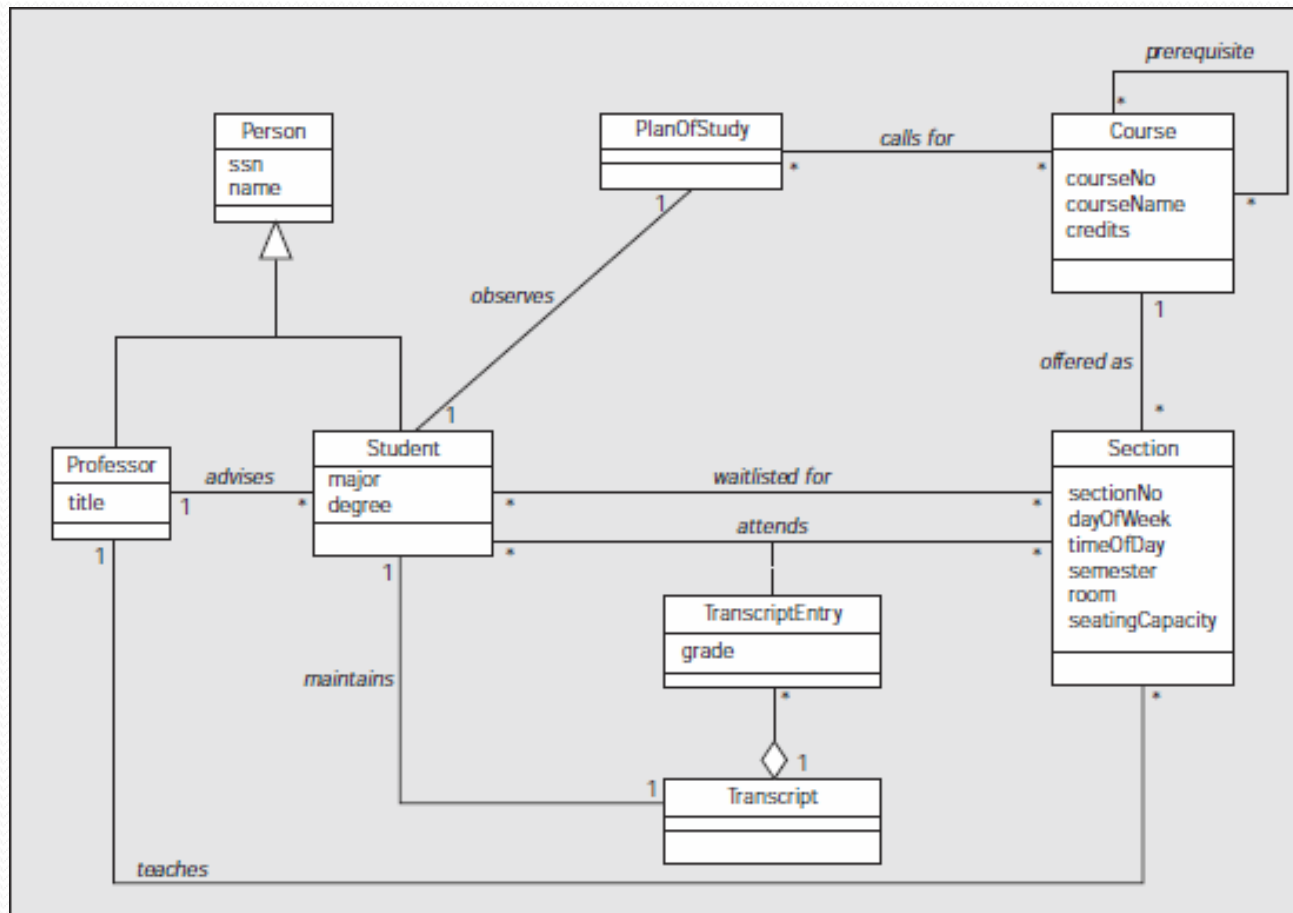 prerequisite
Person
ssn
name
PlanOfStudy
calls for
*
*
Course
courseNo
courseName
credits
*
*
1
observes
1
1
offered as
*
Professor
title
advises
1
*
Student
major
degree
waitlisted for
*
*
attends
*
*
Section
sectionNo
dayOfWeek
timeOfDay
semester
room
seatingCapacity
1
1
TranscriptEntry
grade
*
*
maintains
1
1
Transcript
teaches